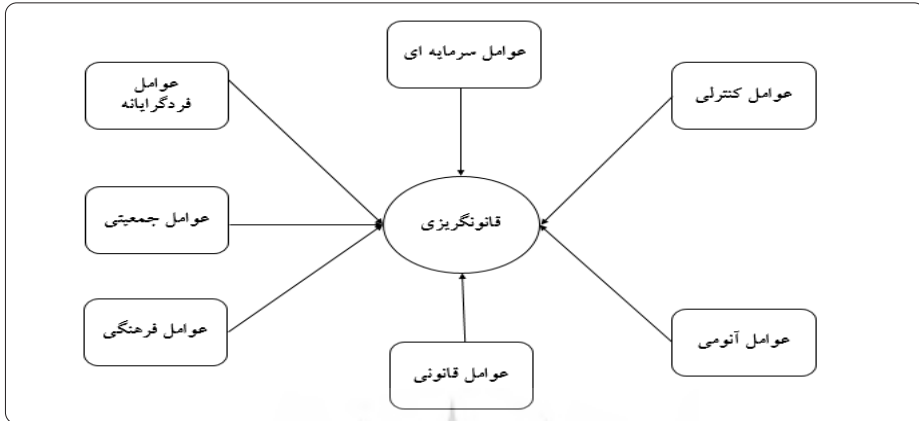 عوامل سرمایه ای
عوامل
فردگرایانه
عوامل کنترلی
عوامل جمعیتی
قانونگریزی
عوامل فرهنگی
عوامل آنومی
عوامل قانونی